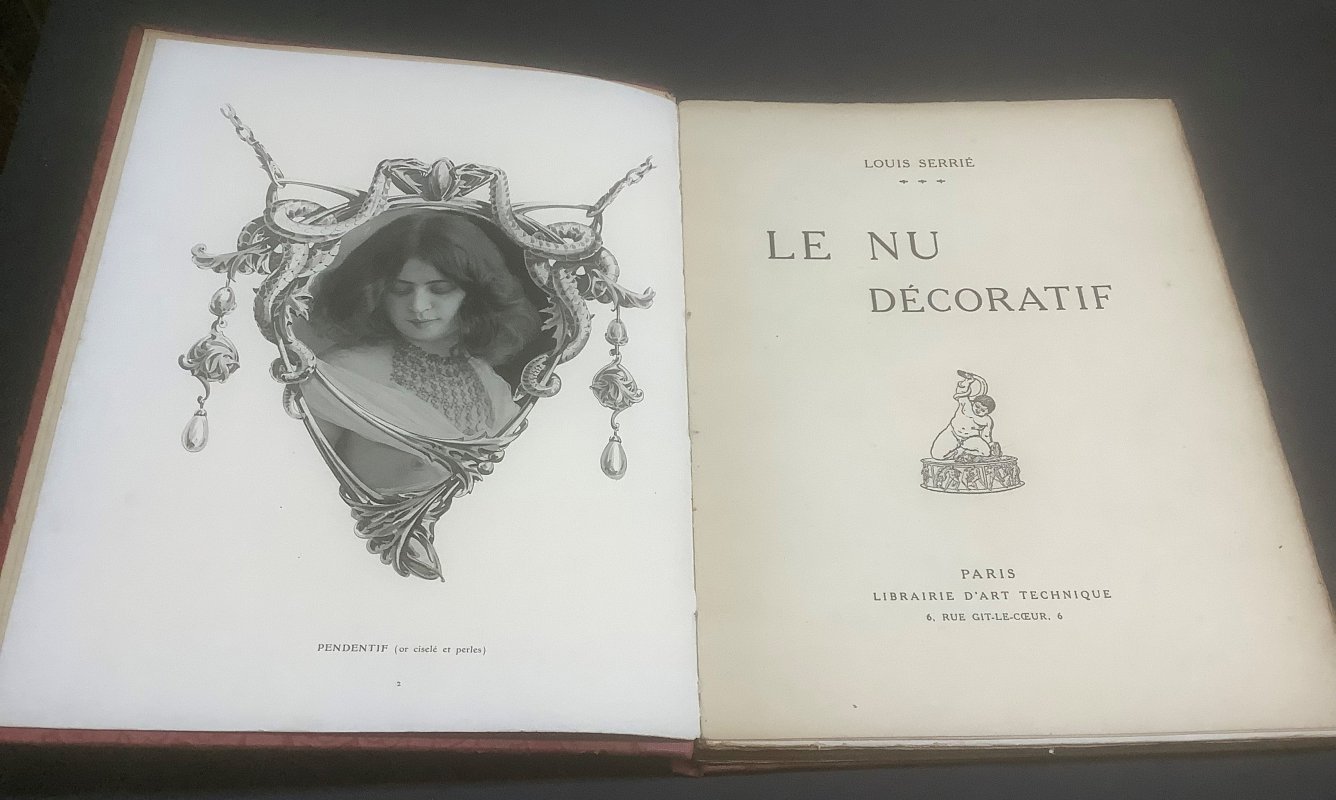 PENDENTIF (or ciselé et perles)
2
LOUIS SERRIÉ
LE NU
DÉCORATIF
PARIS
LIBRAIRIE D'ART TECHNIQUE
6, RUE GIT-LE-CŒUR, 6